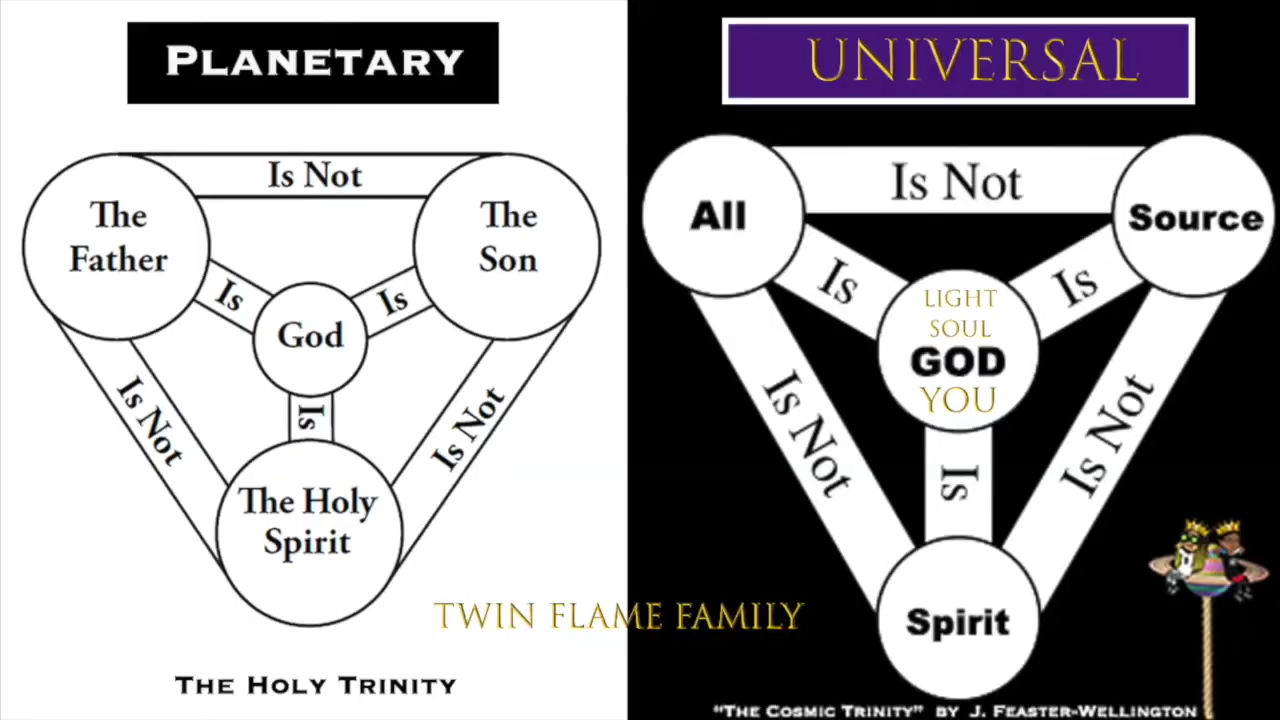 PLANETARY
Is Not
The
Father
The
Son
Is
Is
God
Is
Is Not
Is Not
The Holy
Spirit
THE HOLY TRINITY
TWIN FLAME FAMILY
UNIVERSAL
Is Not
All
Source
Is
Is
LIGHT
SOUL
GOD
YOU
Is
Is Not
Is Not
Spirit
"THE COSMIC TRINITY" BY J. FEASTER-WELLINGTON